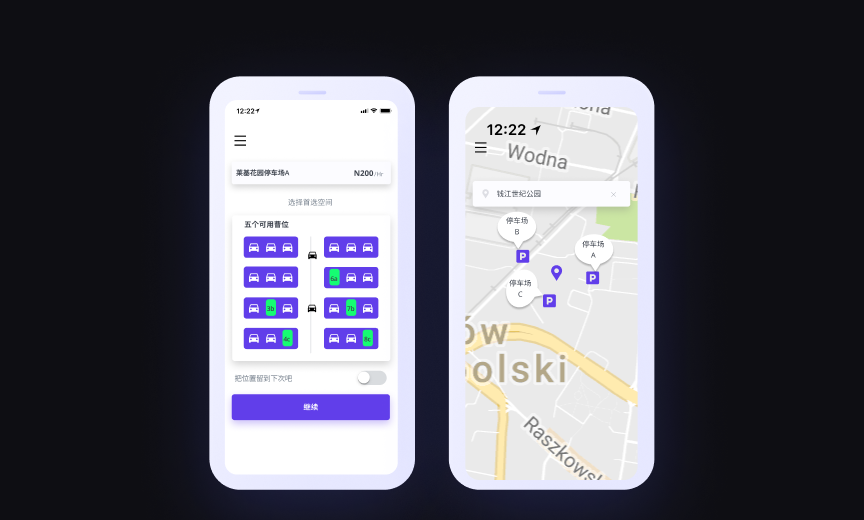 12:22
莱基花园停车场A
N200/Hr
选择首选空间
五个可用曹位
6a
3b
7b
4c
8c
把位置留到下次吧
继续
12:22
Wodna
钱江世纪公园
停车场
B
停车场
A
停车场
C
P
P
P
ów
olski
Raszkows